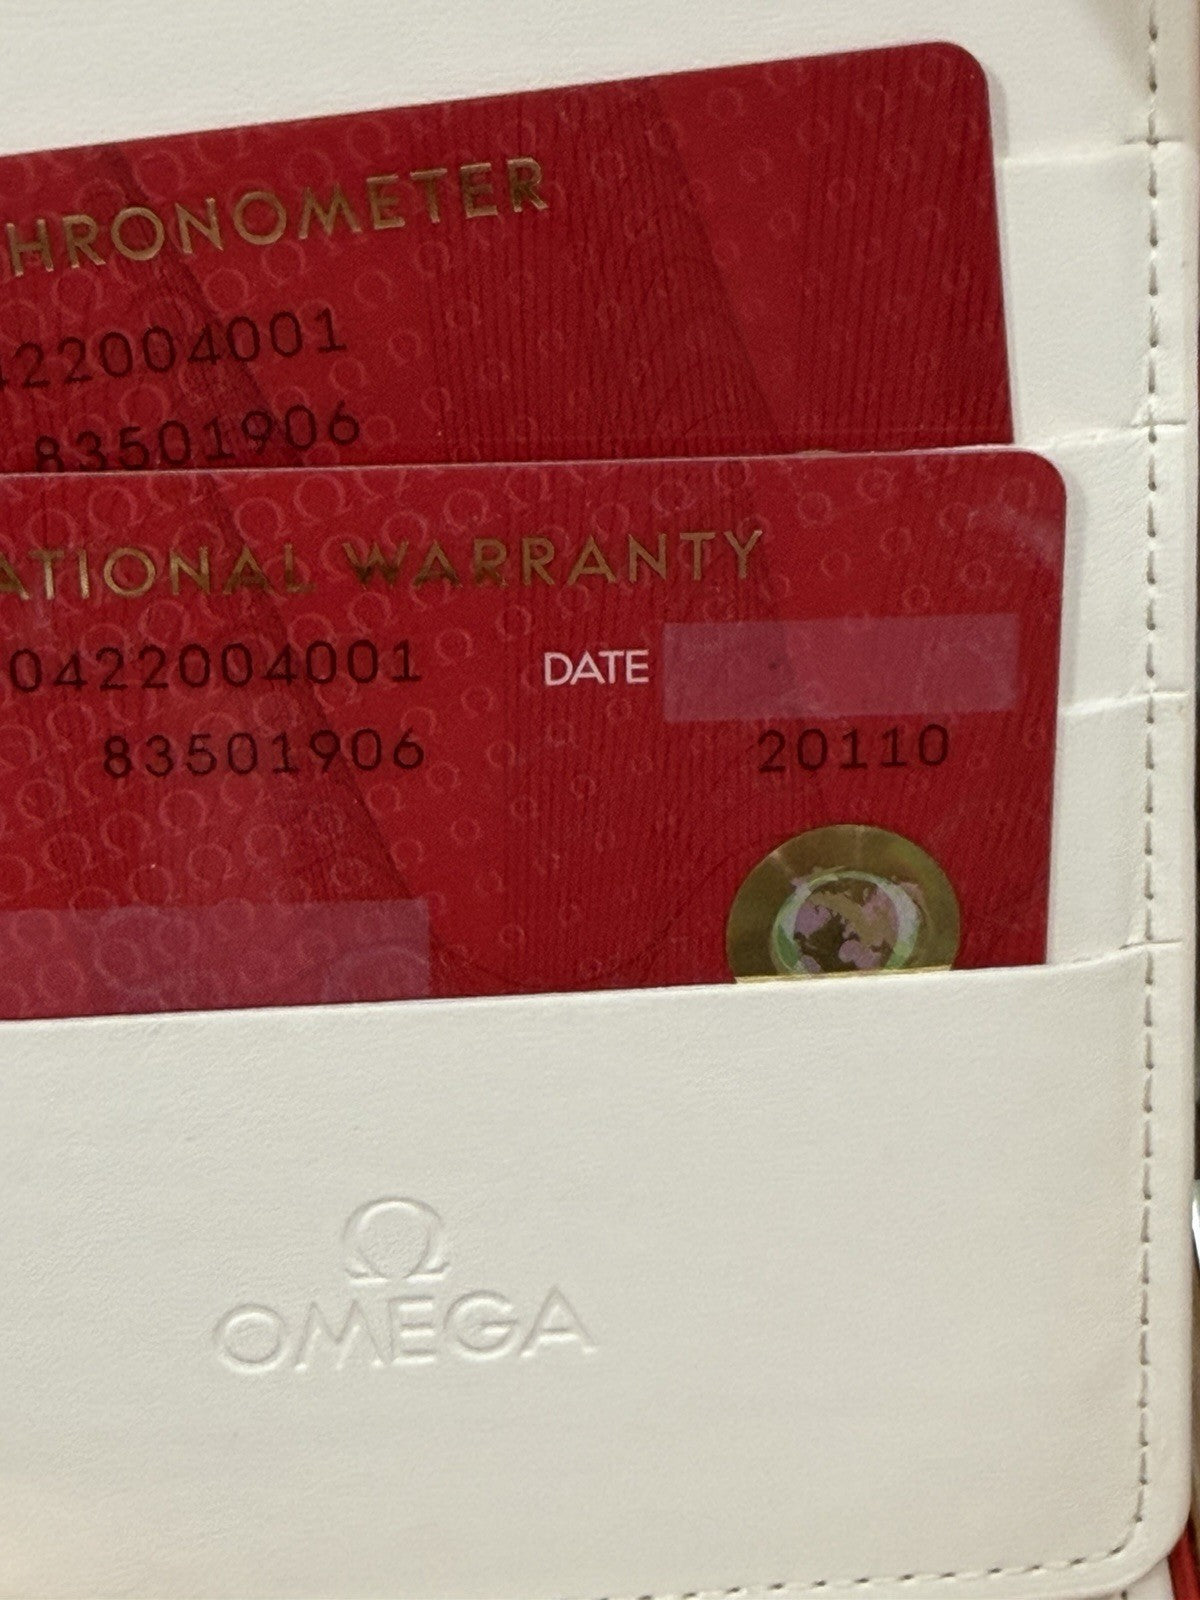 HRONOMETER
422004001
83501906
ATIONAL WARRANTY
0422004001
DATE
83501906
20110
Ω
OMEGA